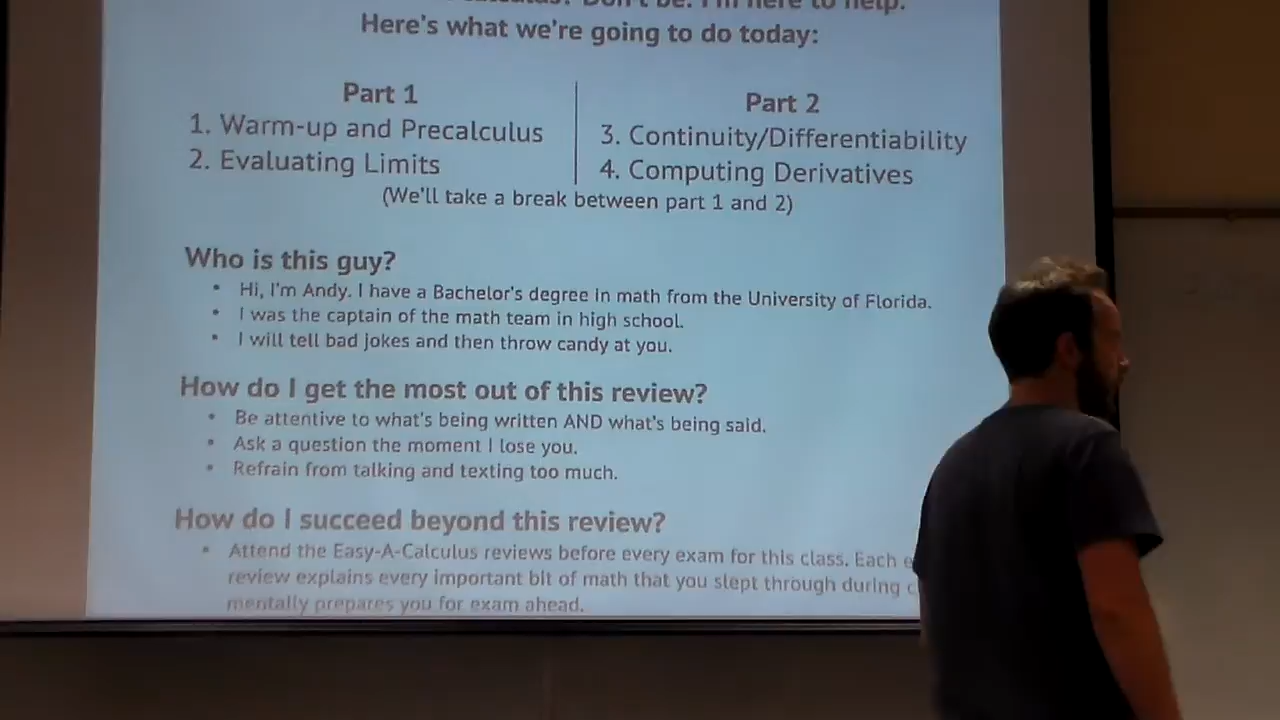 Don't be. I'm here to help.
Here's what we're going to do today:
Part 1
1. Warm-up and Precalculus
2. Evaluating Limits
Part 2
3. Continuity/Differentiability
4. Computing Derivatives
(We'll take a break between part 1 and 2)
Who is this guy?
• Hi, I'm Andy. I have a Bachelor's degree in math from the University of Florida.
• I was the captain of the math team in high school.
• I will tell bad jokes and then throw candy at you.
How do I get the most out of this review?
• Be attentive to what's being written AND what's being said.
• Ask a question the moment I lose you.
• Refrain from talking and texting too much.
How do I succeed beyond this review?
• Attend the Easy-A-Calculus reviews before every exam for this class. Each
review explains every important bit of math that you slept through during
mentally prepares you for exam ahead.